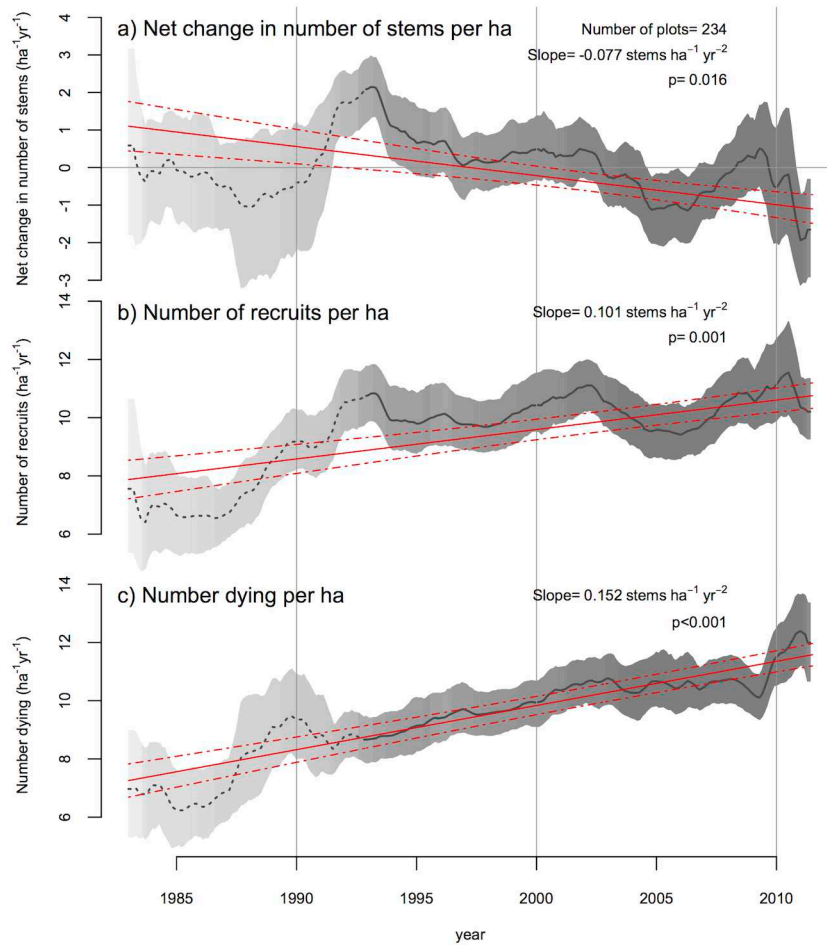 a) Net change in number of stems per ha
Number of plots= 234
Slope= -0.077 stems ha⁻¹ yr⁻²
p= 0.016
Net change in number of stems (ha⁻¹yr⁻¹)
4
3
2
1
0
-1
-2
-3
b) Number of recruits per ha
Slope= 0.101 stems ha⁻¹ yr⁻²
p= 0.001
Number of recruits (ha⁻¹yr⁻¹)
14
12
10
8
6
c) Number dying per ha
Slope= 0.152 stems ha⁻¹ yr⁻²
p<0.001
Number dying (ha⁻¹yr⁻¹)
14
12
10
8
6
1985 1990 1995 2000 2005 2010
year